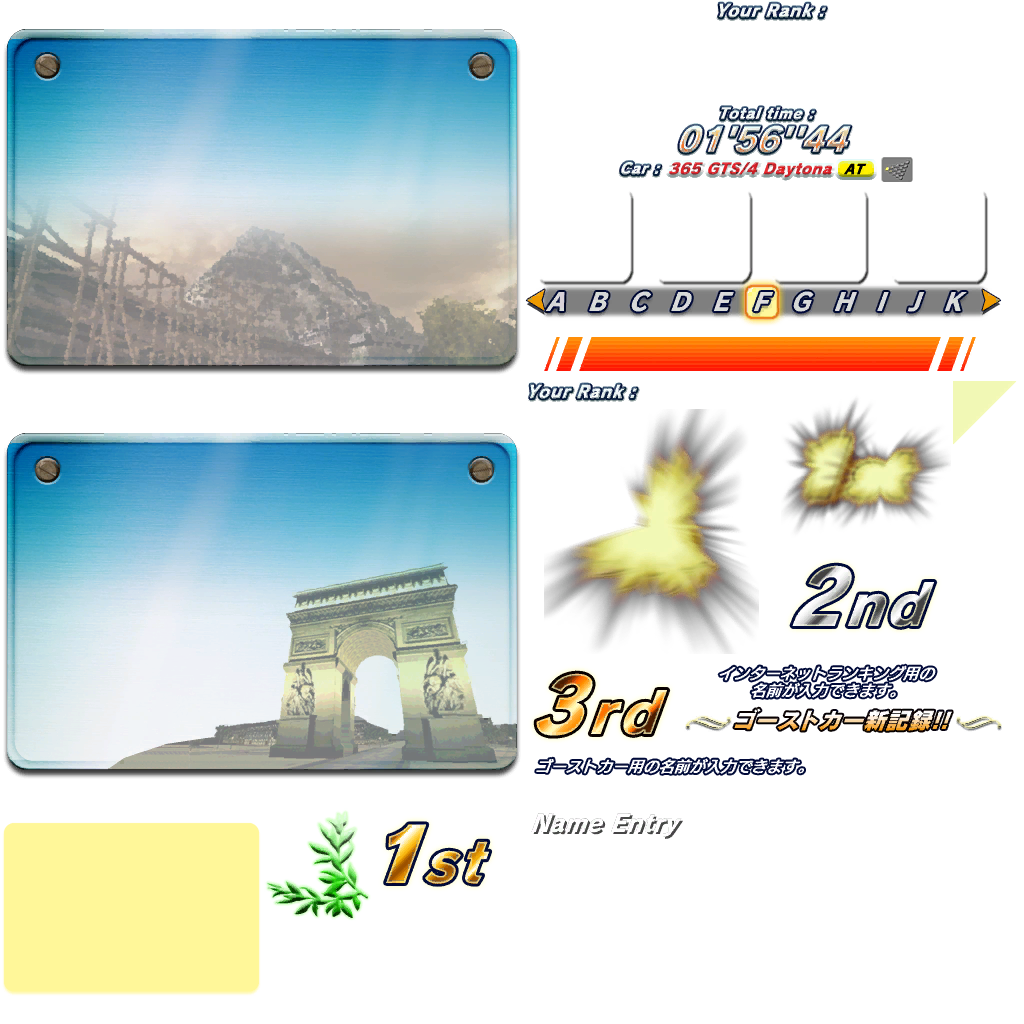 Your Rank :
Total time :
01'56''44
Car : 365 GTS/4 Daytona AT
A B C D E F G H I J K
Your Rank :
2nd
3rd
インターネットランキング用の
名前が入力できます。
ゴーストカー新記録!!
ゴーストカー用の名前が入力できます。
1st
Name Entry